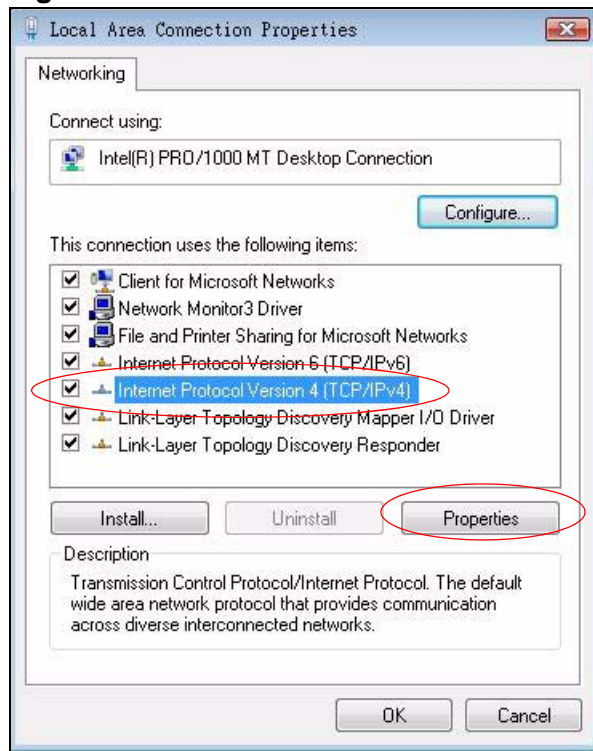 Local Area Connection Properties
Networking
Connect using:
Intel(R) PRO/1000 MT Desktop Connection
Configure...
This connection uses the following items:
Client for Microsoft Networks
Network Monitor3 Driver
File and Printer Sharing for Microsoft Networks
Internet Protocol Version 6 (TCP/IPv6)
Internet Protocol Version 4 (TCP/IPv4)
Link-Layer Topology Discovery Mapper I/O Driver
Link-Layer Topology Discovery Responder
Install...
Uninstall
Properties
Description
Transmission Control Protocol/Internet Protocol. The default
wide area network protocol that provides communication
across diverse interconnected networks.
OK
Cancel